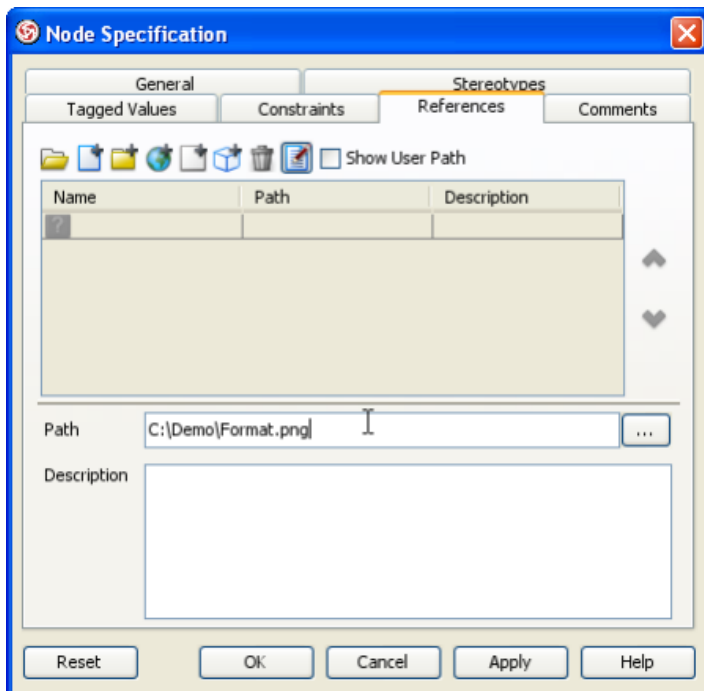 Node Specification
General Stereotypes
Tagged Values Constraints References Comments
Show User Path
Name Path Description
?
Path C:\Demo\Format.png ...
Description
Reset OK Cancel Apply Help